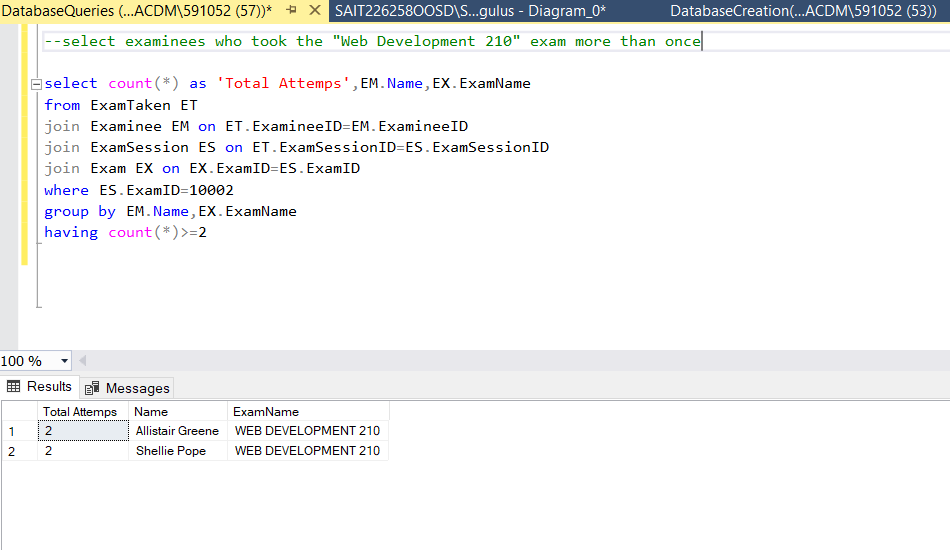 DatabaseQueries (...ACDM\591052 (57))* SAIT226258OOSD\S...gulus - Diagram_0* DatabaseCreation(...ACDM\591052 (53))
--select examinees who took the "Web Development 210" exam more than once
select count(*) as 'Total Attemps',EM.Name,EX.ExamName
from ExamTaken ET
join Examinee EM on ET.ExamineeID=EM.ExamineeID
join ExamSession ES on ET.ExamSessionID=ES.ExamSessionID
join Exam EX on EX.ExamID=ES.ExamID
where ES.ExamID=10002
group by EM.Name,EX.ExamName
having count(*)>=2
100 %
Results Messages
Total Attemps Name ExamName
1 2 Allistair Greene WEB DEVELOPMENT 210
2 2 Shellie Pope WEB DEVELOPMENT 210